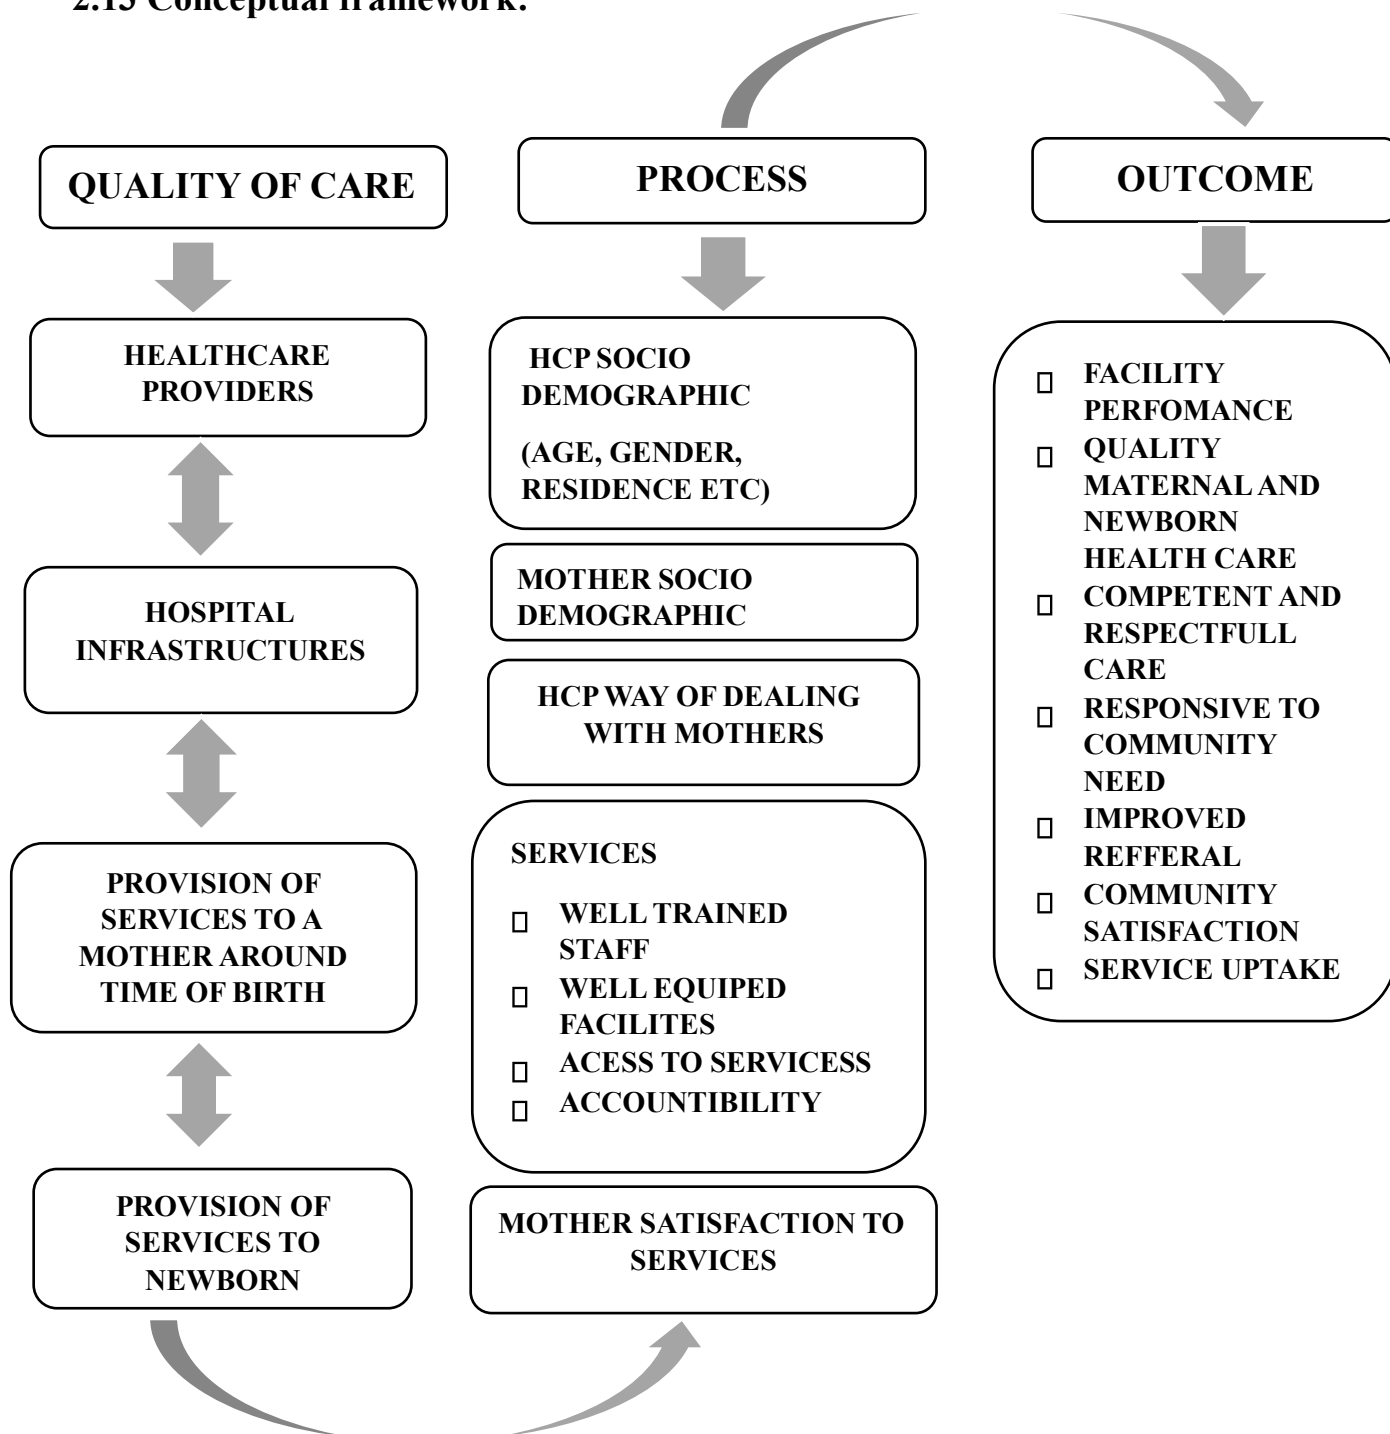 2.13 Conceptual framework:
QUALITY OF CARE
HEALTHCARE
PROVIDERS
HOSPITAL
INFRASTRUCTURES
PROVISION OF
SERVICES TO A
MOTHER AROUND
TIME OF BIRTH
PROVISION OF
SERVICES TO
NEWBORN
PROCESS
HCP SOCIO
DEMOGRAPHIC
(AGE, GENDER,
RESIDENCE ETC)
MOTHER SOCIO
DEMOGRAPHIC
HCP WAY OF DEALING
WITH MOTHERS
SERVICES
WELL TRAINED
STAFF
WELL EQUIPED
FACILITES
ACESS TO SERVICESS
ACCOUNTIBILITY
MOTHER SATISFACTION TO
SERVICES
OUTCOME
FACILITY
PERFOMANCE
QUALITY
MATERNAL AND
NEWBORN
HEALTH CARE
COMPETENT AND
RESPECTFULL
CARE
RESPONSIVE TO
COMMUNITY
NEED
IMPROVED
REFFERAL
COMMUNITY
SATISFACTION
SERVICE UPTAKE